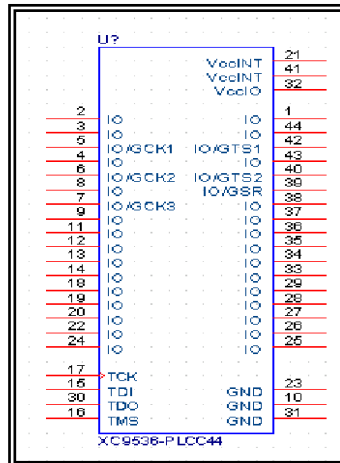 U?
21
VccINT 41
VccINT 32
VccIO
2 1
3 IO IO 44
5 IO IO 42
4 IO/GCK1 IO/GTS1 43
6 IO IO 40
8 IO/GCK2 IO/GTS2 39
7 IO IO/GSR 38
9 IO/GCK3 IO 37
11 IO IO 36
12 IO IO 35
13 IO IO 34
14 IO IO 33
18 IO IO 29
19 IO IO 28
20 IO IO 27
22 IO IO 26
24 IO IO 25
IO IO
17
15 TCK
30 TDI GND 23
16 TDO GND 10
TMS GND 31
XC9536-PLCC44